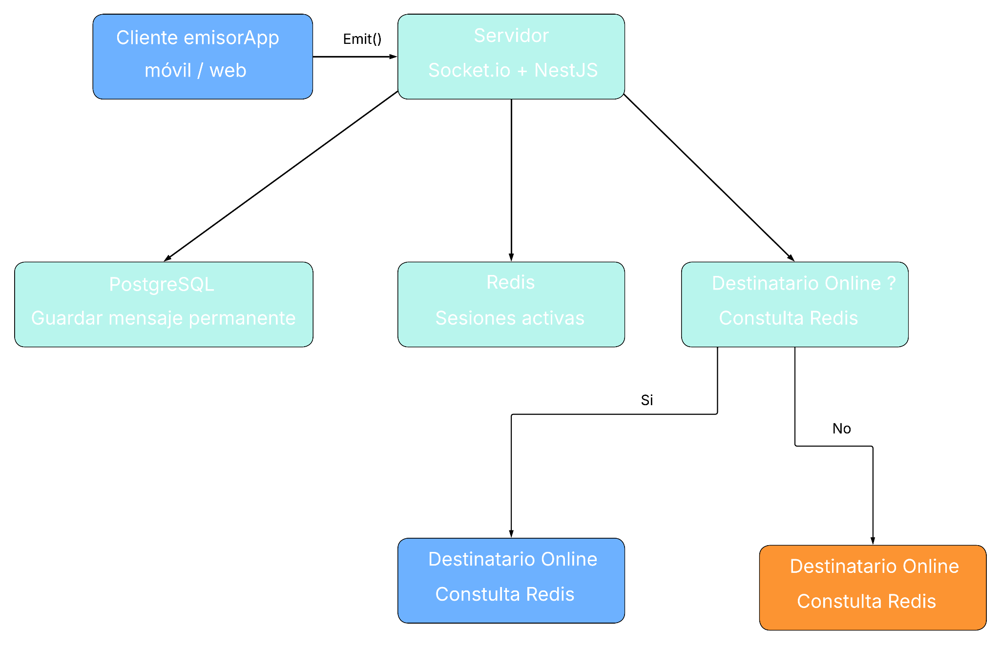 Cliente emisorApp
móvil / web
Emit()
Servidor
Socket.io + NestJS
PostgreSQL
Guardar mensaje permanente
Redis
Sesiones activas
Destinatario Online ?
Constulta Redis
Si
No
Destinatario Online
Constulta Redis
Destinatario Online
Constulta Redis